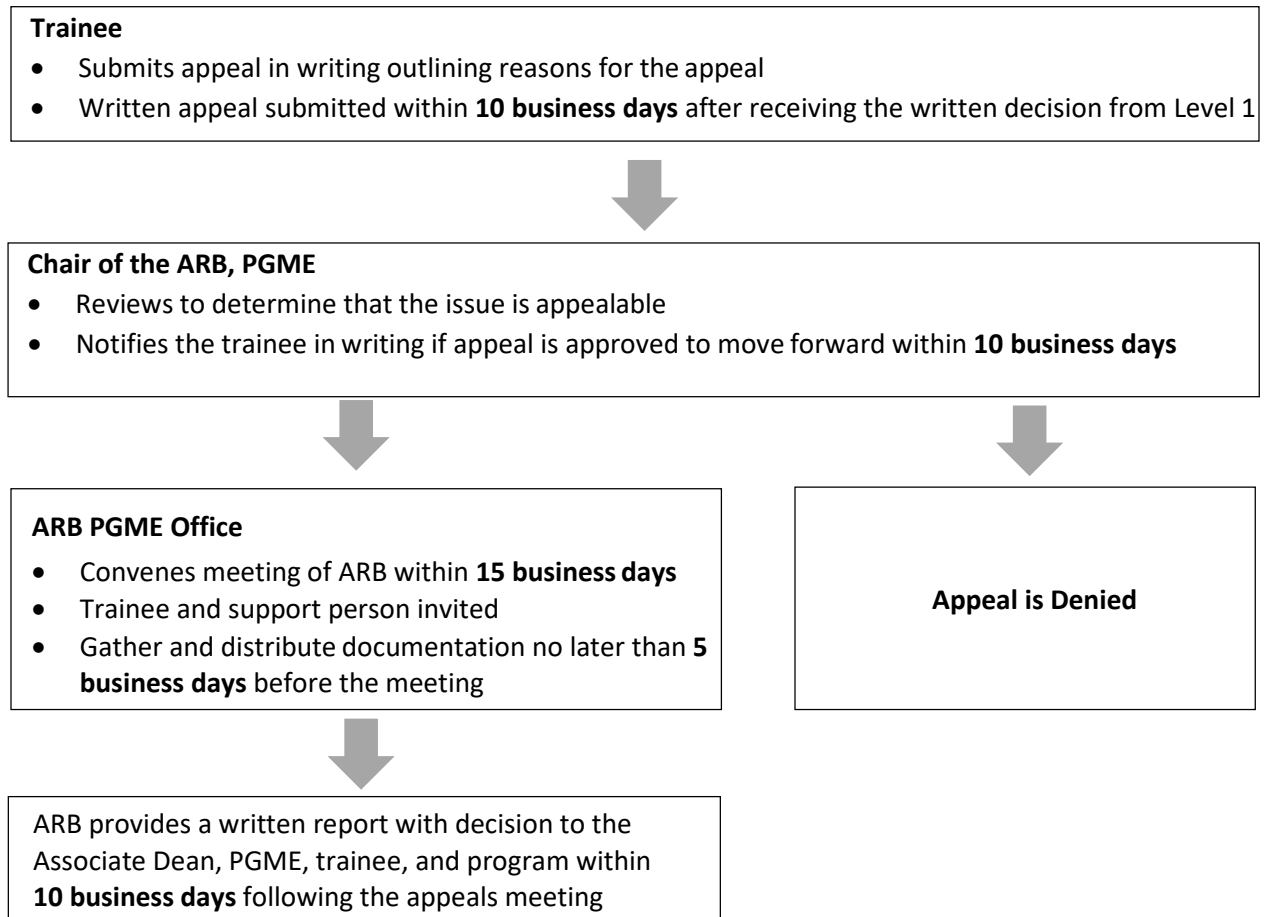 Trainee
• Submits appeal in writing outlining reasons for the appeal
• Written appeal submitted within 10 business days after receiving the written decision from Level 1
Chair of the ARB, PGME
• Reviews to determine that the issue is appealable
• Notifies the trainee in writing if appeal is approved to move forward within 10 business days
ARB PGME Office
• Convenes meeting of ARB within 15 business days
• Trainee and support person invited
• Gather and distribute documentation no later than 5
business days before the meeting
Appeal is Denied
ARB provides a written report with decision to the
Associate Dean, PGME, trainee, and program within
10 business days following the appeals meeting